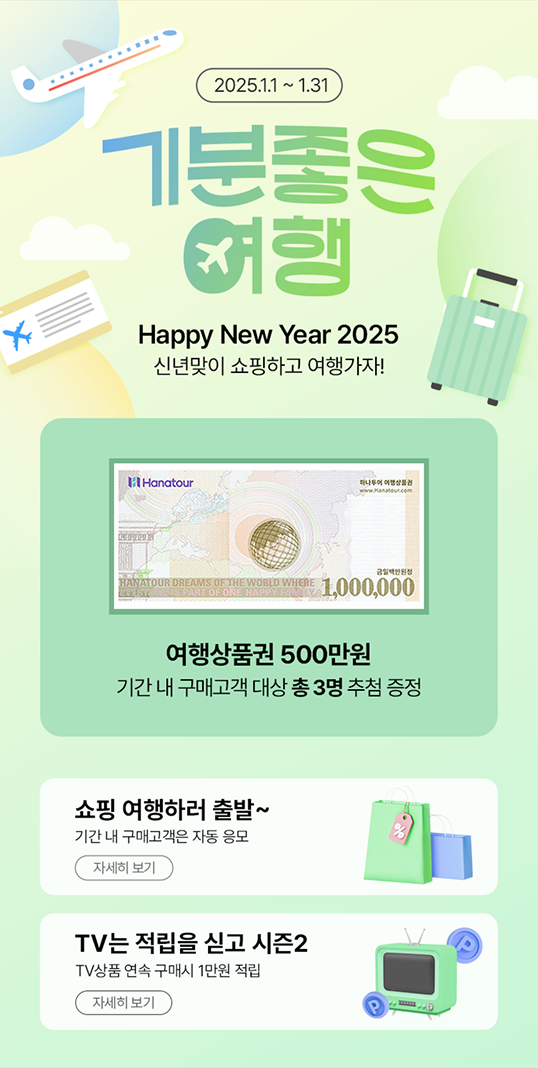 2025.1.1 ~ 1.31
기분좋은
여행
Happy New Year 2025
신년맞이 쇼핑하고 여행가자!
Hanatour
하나투어 여행상품권
www.Hanatour.com
금일백만원정
HANATOUR DREAMS OF THE WORLD WHERE
IS PART OF ONE HAPPY FAMILY
1,000,000
여행상품권 500만원
기간 내 구매고객 대상 총 3명 추첨 증정
쇼핑 여행하러 출발~
기간 내 구매고객은 자동 응모
자세히 보기
%
TV는 적립을 싣고 시즌2
TV상품 연속 구매시 1만원 적립
자세히 보기
P
P